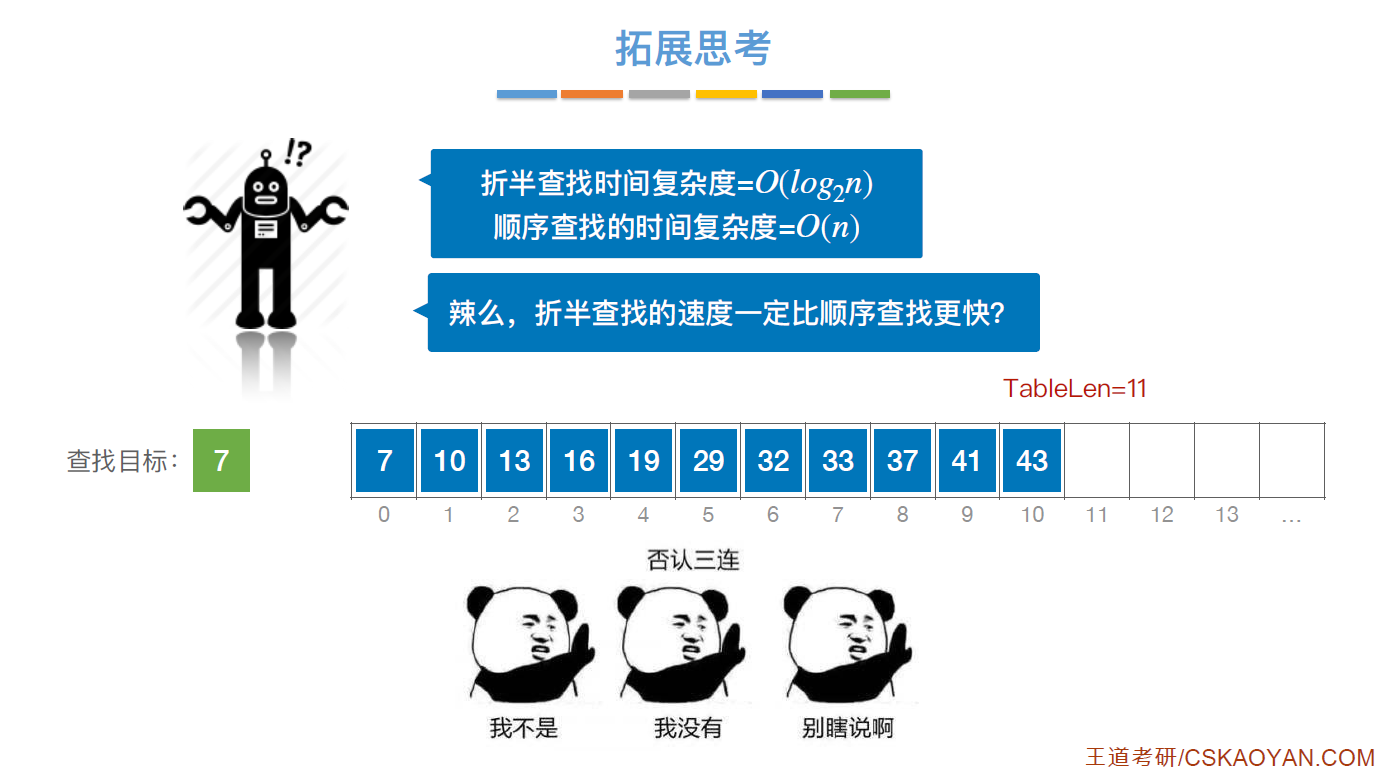 拓展思考
!?
折半查找时间复杂度=O(log₂n)
顺序查找的时间复杂度=O(n)
辣么，折半查找的速度一定比顺序查找更快？
TableLen=11
查找目标： 7 7 10 13 16 19 29 32 33 37 41 43
0 1 2 3 4 5 6 7 8 9 10 11 12 13 ...
否认三连
我不是 我没有 别瞎说啊
王道考研/CSKAOYAN.COM